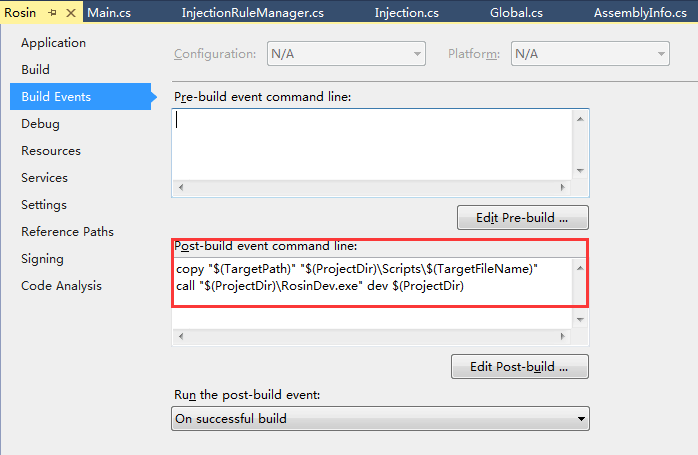 Rosin Main.cs InjectionRuleManager.cs Injection.cs Global.cs AssemblyInfo.cs
Application
Build
Build Events
Debug
Resources
Services
Settings
Reference Paths
Signing
Code Analysis
Configuration: N/A Platform: N/A
Pre-build event command line:
Edit Pre-build ...
Post-build event command line:
copy "$(TargetPath)" "$(ProjectDir)\Scripts\$(TargetFileName)"
call "$(ProjectDir)\RosinDev.exe" dev $(ProjectDir)
Edit Post-build ...
Run the post-build event:
On successful build